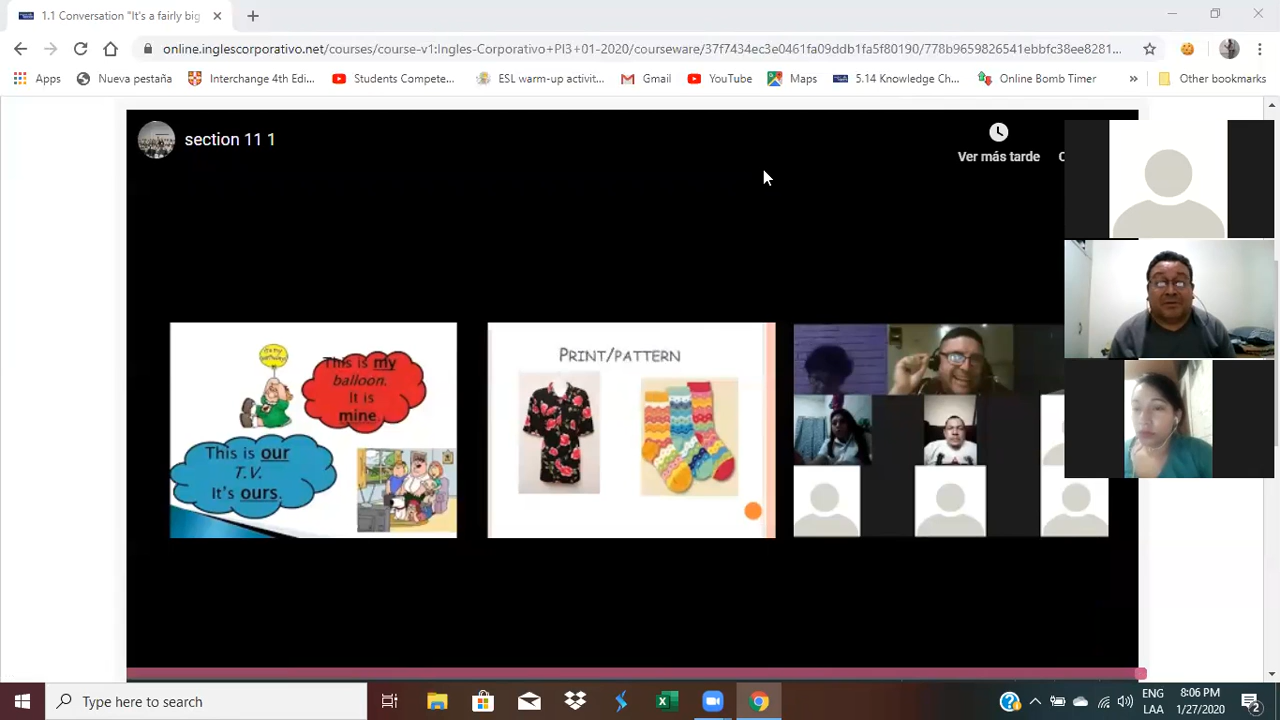 1.1 Conversation "It's a fairly big
online.inglescorporativo.net/courses/course-v1:Ingles-Corporativo+PI3+01-2020/courseware/37f7434ec3e0461fa09ddb1fa5f80190/778b9659826541ebbfc38ee8281...
Apps Nueva pestaña Interchange 4th Edi... Students Compete... ESL warm-up activit... Gmail YouTube Maps 5.14 Knowledge Ch... Online Bomb Timer » Other bookmarks
section 11 1
Ver más tarde
This is my
balloon.
It is
mine.
This is our
T.V.
It's ours.
PRINT/PATTERN
Type here to search
ENG
LAA
8:06 PM
1/27/2020
2